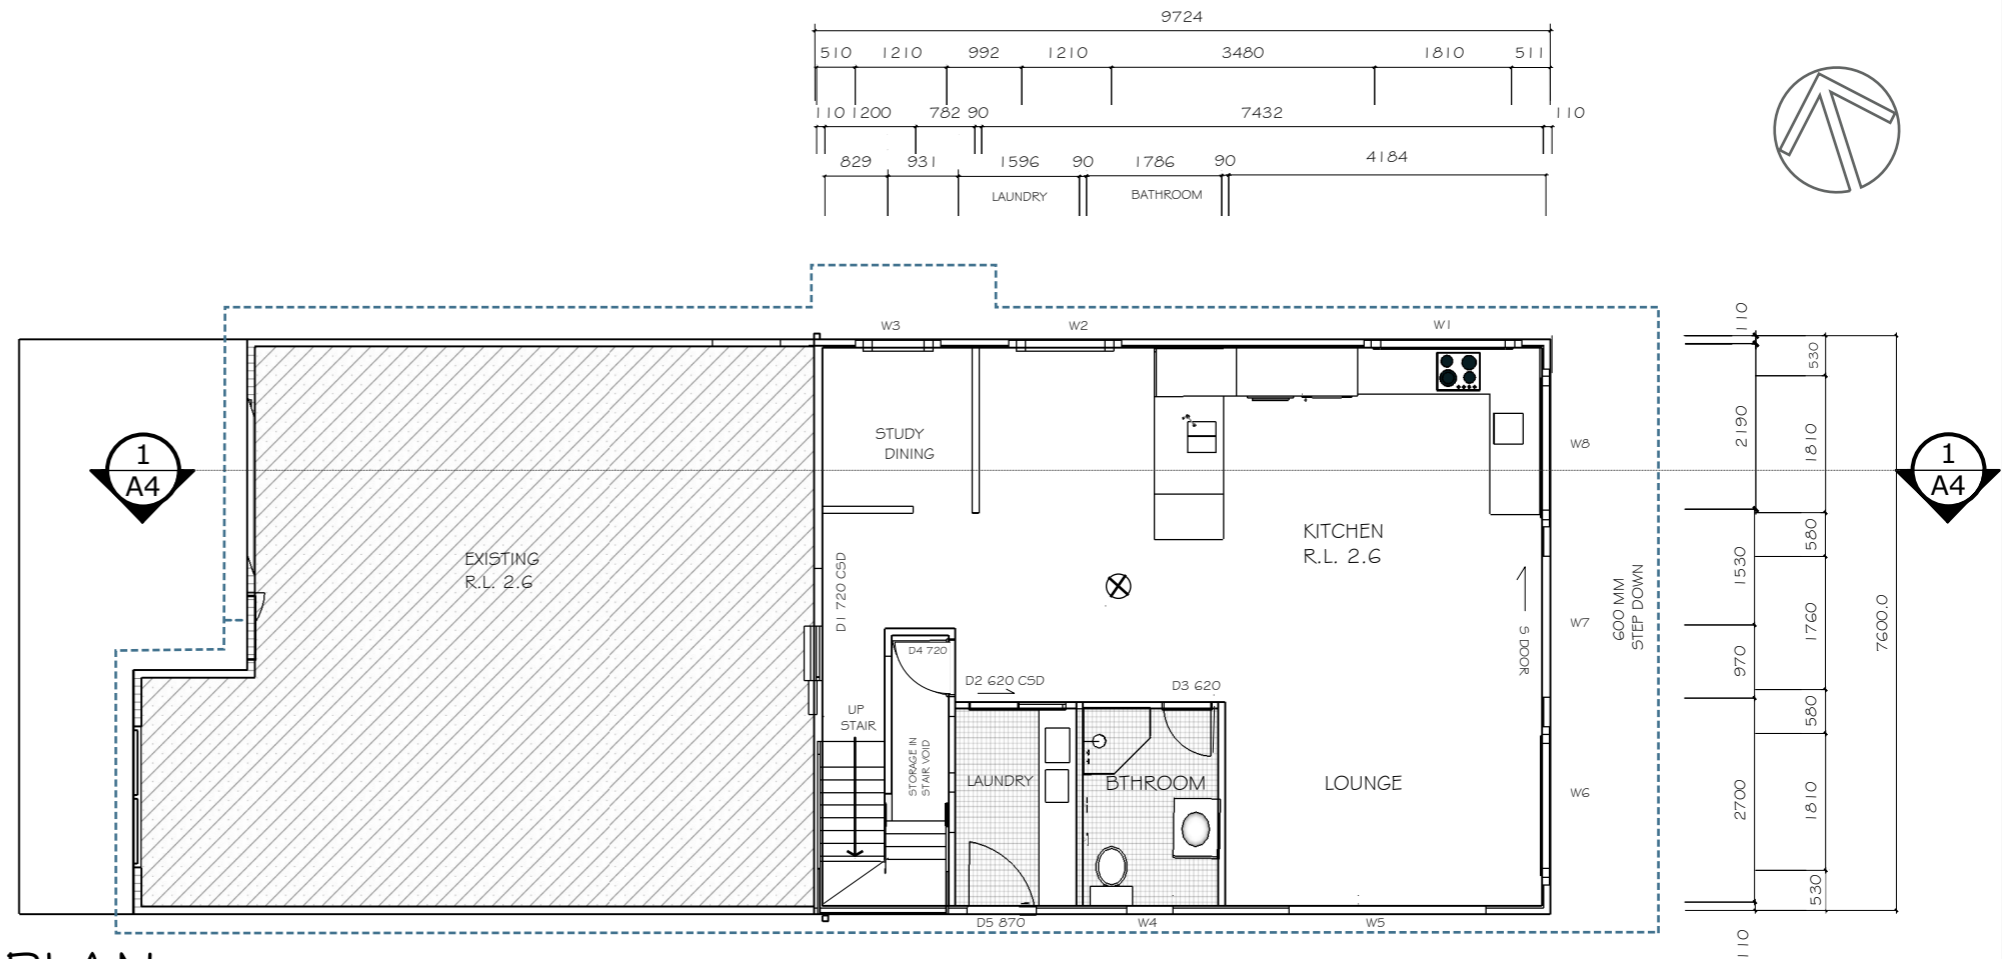 9724
510 1210 992 1210 3480 1810 511
110 1200 782 90 7432 110
829 931 1596 90 1786 90 4184
LAUNDRY BATHROOM
W3 W2 W1
110
530
2190
1810
580
1530
1760
970
580
2700
1810
530
110
7600.0
1
A4
STUDY
DINING
W8
1
A4
KITCHEN
R.L. 2.6
EXISTING
R.L. 2.6
D1 720 CSD
600 MM
STEP DOWN
W7
S DOOR
D4 720
D2 620 CSD
D3 620
UP
STAIR
STORAGE IN
STAIR VOID
LAUNDRY
BTHROOM
LOUNGE
W6
D5 870
W4
W5
PLAN